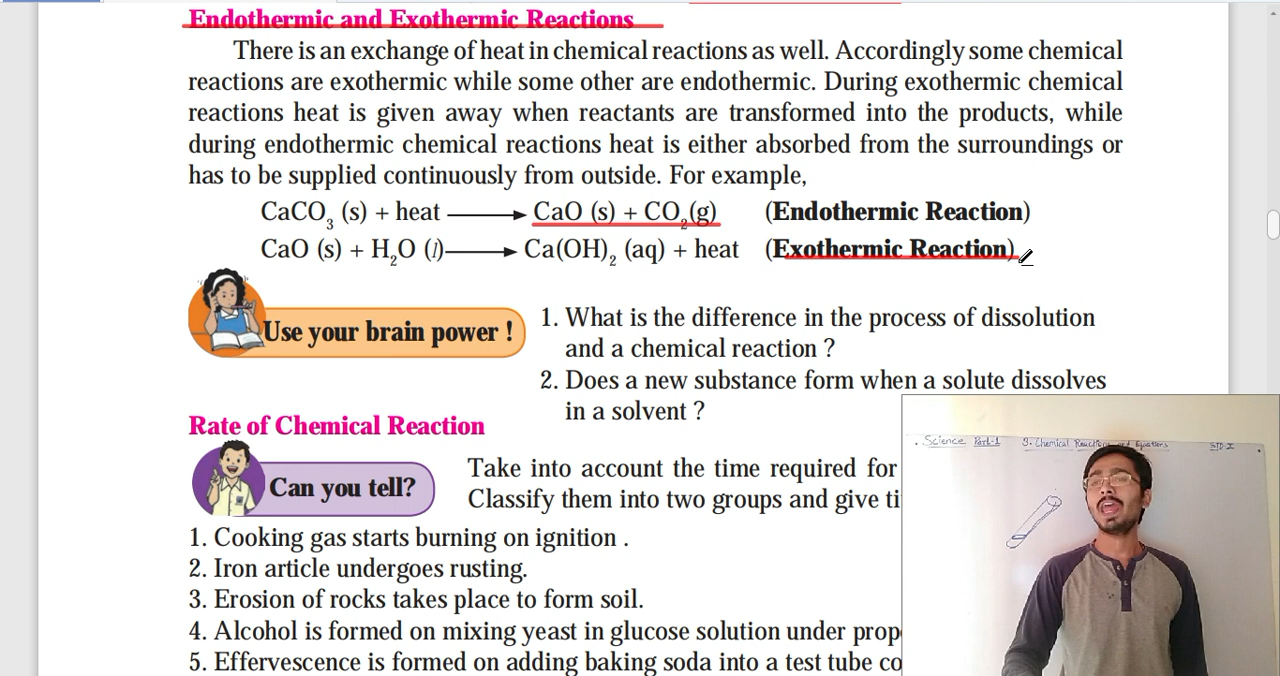 Endothermic and Exothermic Reactions
There is an exchange of heat in chemical reactions as well. Accordingly some chemical
reactions are exothermic while some other are endothermic. During exothermic chemical
reactions heat is given away when reactants are transformed into the products, while
during endothermic chemical reactions heat is either absorbed from the surroundings or
has to be supplied continuously from outside. For example,
CaCO₃ (s) + heat ⟶ CaO (s) + CO₂(g) (Endothermic Reaction)
CaO (s) + H₂O (l) ⟶ Ca(OH)₂ (aq) + heat (Exothermic Reaction)
Use your brain power !
1. What is the difference in the process of dissolution
and a chemical reaction ?
2. Does a new substance form when a solute dissolves
in a solvent ?
Rate of Chemical Reaction
Can you tell?
Take into account the time required for
Classify them into two groups and give ti
1. Cooking gas starts burning on ignition .
2. Iron article undergoes rusting.
3. Erosion of rocks takes place to form soil.
4. Alcohol is formed on mixing yeast in glucose solution under prop
5. Effervescence is formed on adding baking soda into a test tube co
Science Part-1 3. Chemical Reactions and Equations STD-X